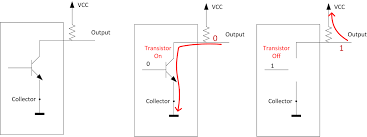 VCC
Output
Collector
VCC
Output
0
Transistor
On
0
Collector
VCC
Output
1
Transistor
Off
1
Collector